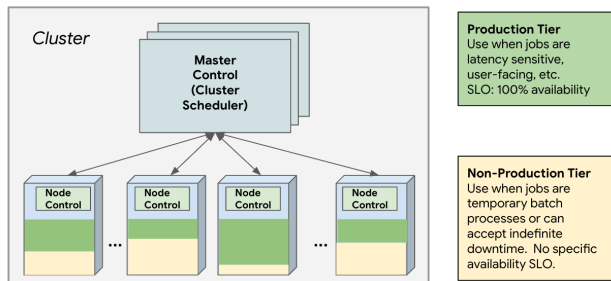 Cluster
Master
Control
(Cluster
Scheduler)
Node
Control
Node
Control
Node
Control
Node
Control
...
...
Production Tier
Use when jobs are
latency sensitive,
user-facing, etc.
SLO: 100% availability
Non-Production Tier
Use when jobs are
temporary batch
processes or can
accept indefinite
downtime. No specific
availability SLO.